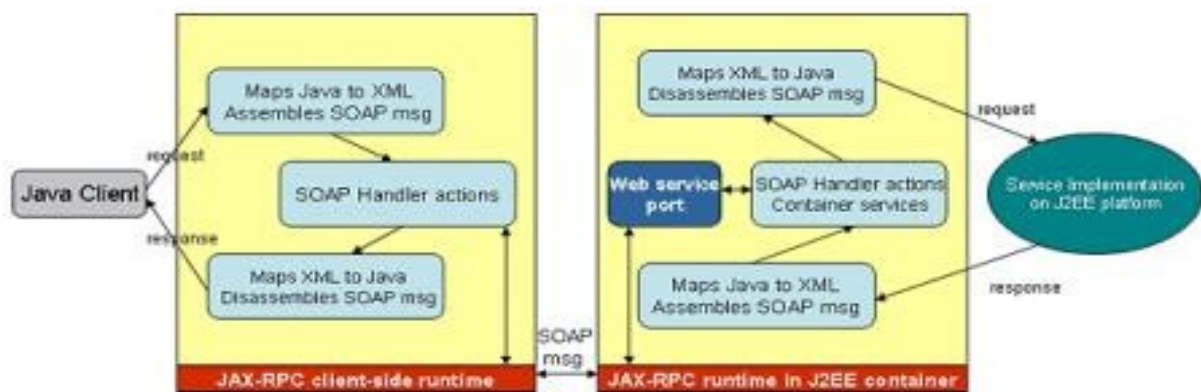 Maps Java to XML
Assembles SOAP msg
request
Java Client
SOAP Handler actions
response
Maps XML to Java
Disassembles SOAP msg
JAX-RPC client-side runtime
SOAP
msg
Maps XML to Java
Disassembles SOAP msg
request
Web service
port
SOAP Handler actions
Container services
Service Implementation
on J2EE platform
Maps Java to XML
Assembles SOAP msg
response
JAX-RPC runtime in J2EE container